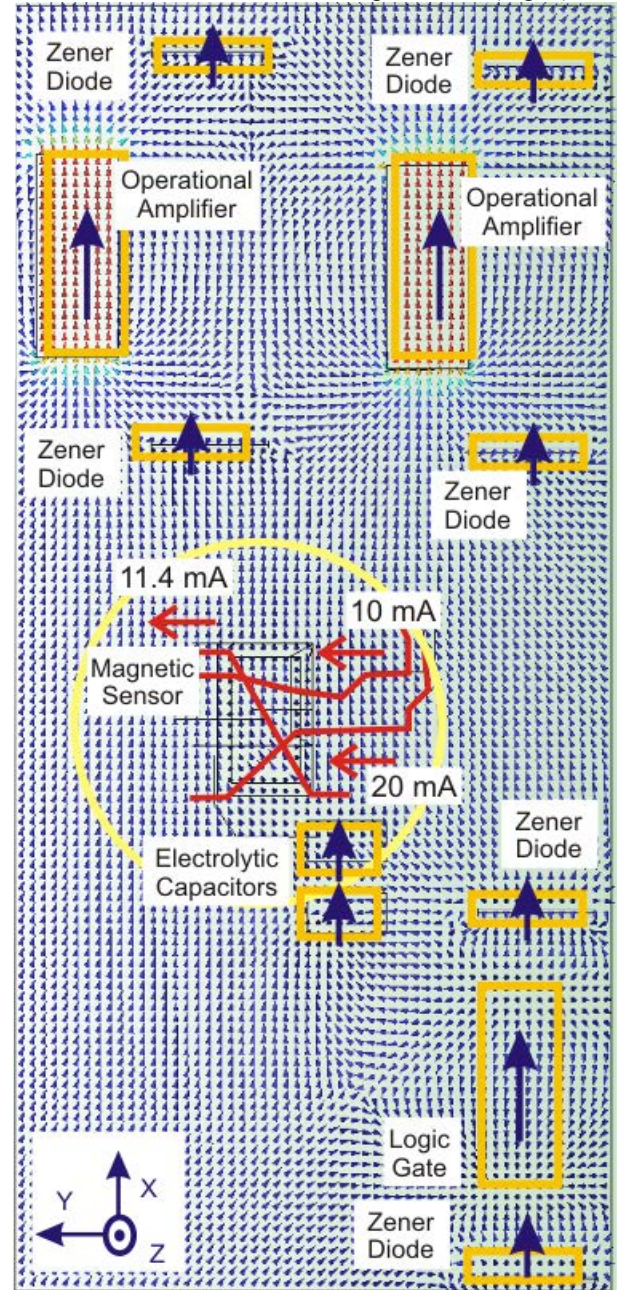 Zener
Diode
Zener
Diode
Operational
Amplifier
Operational
Amplifier
Zener
Diode
Zener
Diode
11.4 mA
10 mA
Magnetic
Sensor
20 mA
Zener
Diode
Electrolytic
Capacitors
Logic
Gate
X
Y
Z
Zener
Diode